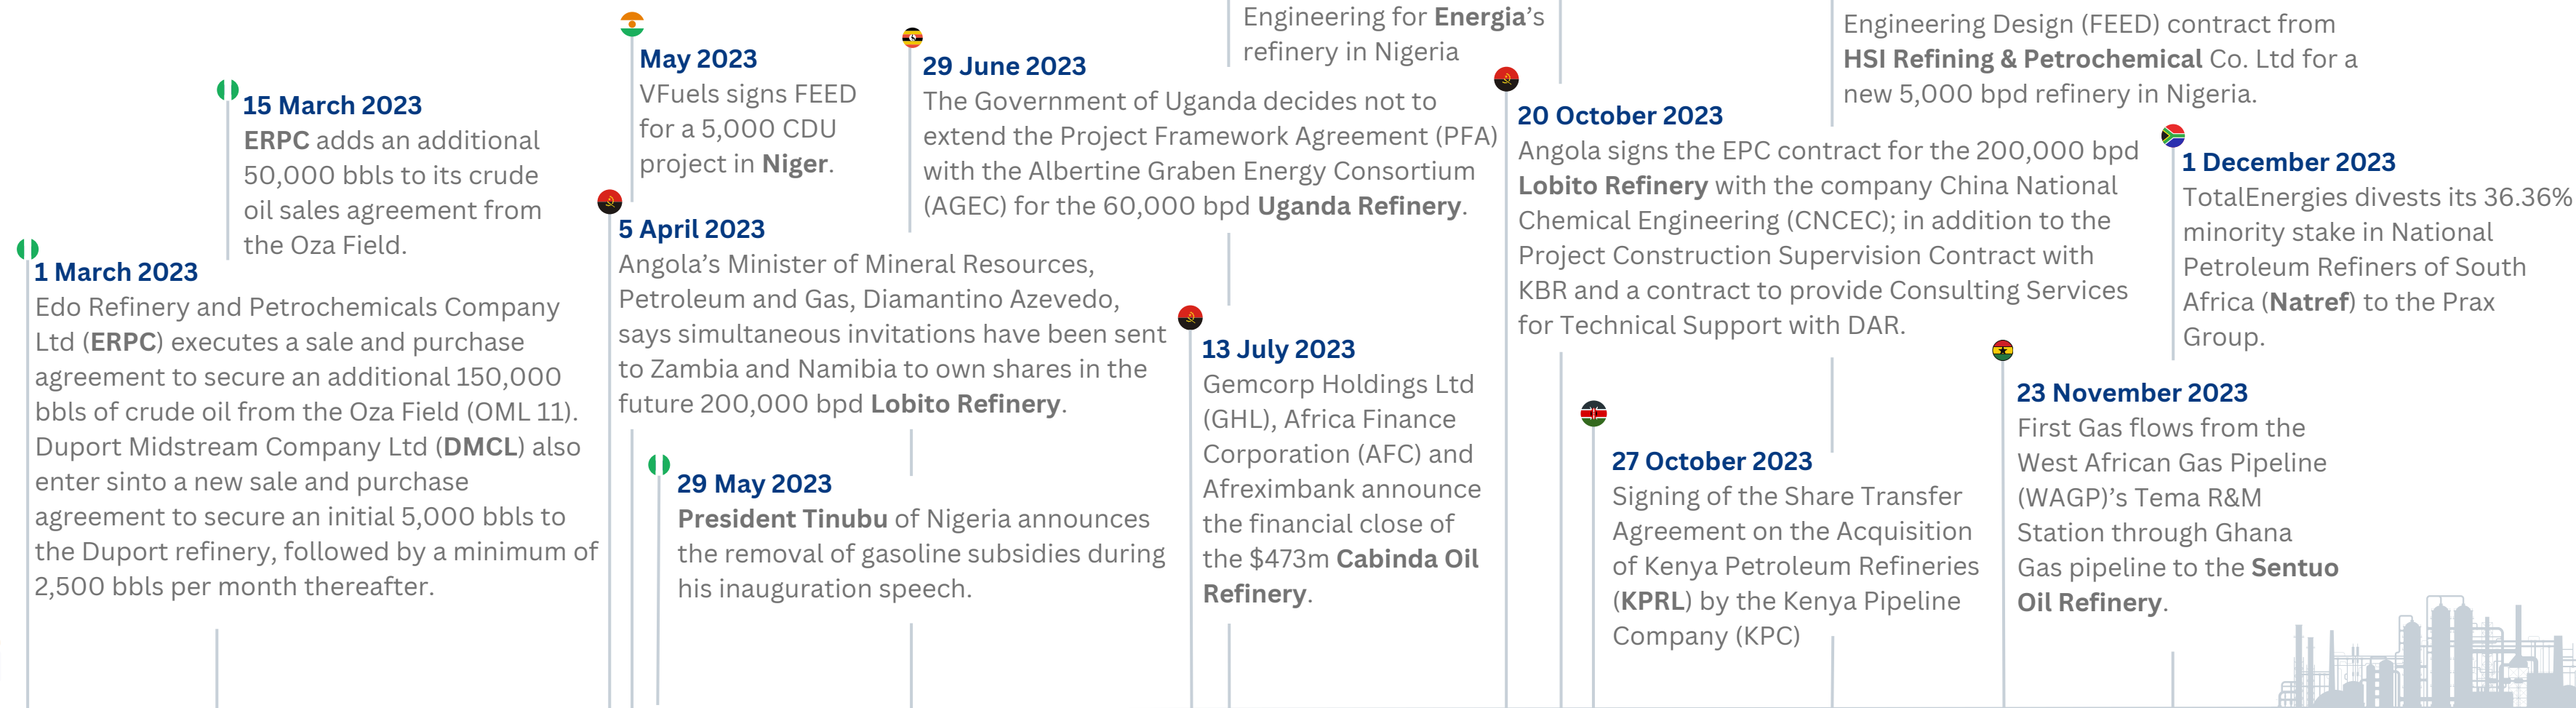 1 March 2023
Edo Refinery and Petrochemicals Company
Ltd (ERPC) executes a sale and purchase
agreement to secure an additional 150,000
bbls of crude oil from the Oza Field (OML 11).
Duport Midstream Company Ltd (DMCL) also
enter sinto a new sale and purchase
agreement to secure an initial 5,000 bbls to
the Duport refinery, followed by a minimum of
2,500 bbls per month thereafter.
15 March 2023
ERPC adds an additional
50,000 bbls to its crude
oil sales agreement from
the Oza Field.
5 April 2023
Angola’s Minister of Mineral Resources,
Petroleum and Gas, Diamantino Azevedo,
says simultaneous invitations have been sent
to Zambia and Namibia to own shares in the
future 200,000 bpd Lobito Refinery.
May 2023
VFuels signs FEED
for a 5,000 CDU
project in Niger.
29 May 2023
President Tinubu of Nigeria announces
the removal of gasoline subsidies during
his inauguration speech.
29 June 2023
The Government of Uganda decides not to
extend the Project Framework Agreement (PFA)
with the Albertine Graben Energy Consortium
(AGEC) for the 60,000 bpd Uganda Refinery.
13 July 2023
Gemcorp Holdings Ltd
(GHL), Africa Finance
Corporation (AFC) and
Afreximbank announce
the financial close of
the $473m Cabinda Oil
Refinery.
Engineering for Energia’s
refinery in Nigeria
20 October 2023
Angola signs the EPC contract for the 200,000 bpd
Lobito Refinery with the company China National
Chemical Engineering (CNCEC); in addition to the
Project Construction Supervision Contract with
KBR and a contract to provide Consulting Services
for Technical Support with DAR.
27 October 2023
Signing of the Share Transfer
Agreement on the Acquisition
of Kenya Petroleum Refineries
(KPRL) by the Kenya Pipeline
Company (KPC)
Engineering Design (FEED) contract from
HSI Refining & Petrochemical Co. Ltd for a
new 5,000 bpd refinery in Nigeria.
23 November 2023
First Gas flows from the
West African Gas Pipeline
(WAGP)’s Tema R&M
Station through Ghana
Gas pipeline to the Sentuo
Oil Refinery.
1 December 2023
TotalEnergies divests its 36.36%
minority stake in National
Petroleum Refiners of South
Africa (Natref) to the Prax
Group.